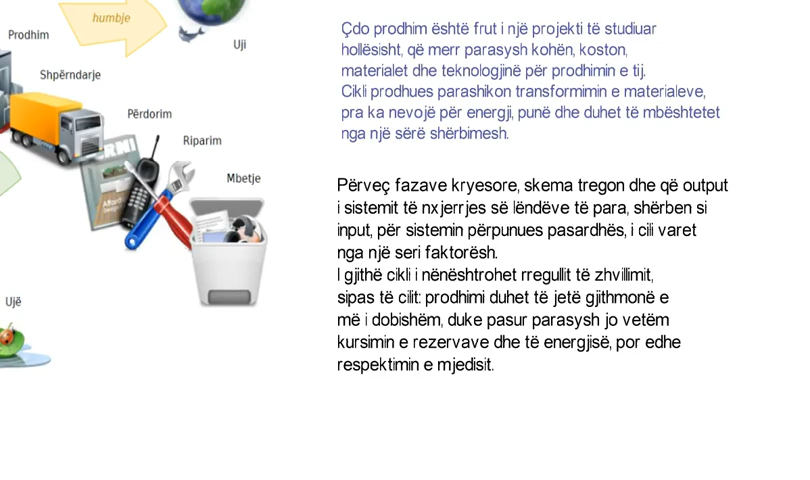 humbje
Prodhim
Uji
Shpërndarje
Përdorim
Riparim
Mbetje
Ujë
Çdo prodhim është frut i një projekti të studiuar
hollësisht, që merr parasysh kohën, koston,
materialet dhe teknologjinë për prodhimin e tij.
Cikli prodhues parashikon transformimin e materialeve,
pra ka nevojë për energji, punë dhe duhet të mbështetet
nga një sërë shërbimesh.
Përveç fazave kryesore, skema tregon dhe që output
i sistemit të nxjerrjes së lëndëve të para, shërben si
input, për sistemin përpunues pasardhës, i cili varet
nga një seri faktorësh.
I gjithë cikli i nënështrohet rregullit të zhvillimit,
sipas të cilit: prodhimi duhet të jetë gjithmonë e
më i dobishëm, duke pasur parasysh jo vetëm
kursimin e rezervave dhe të energjisë, por edhe
respektimin e mjedisit.